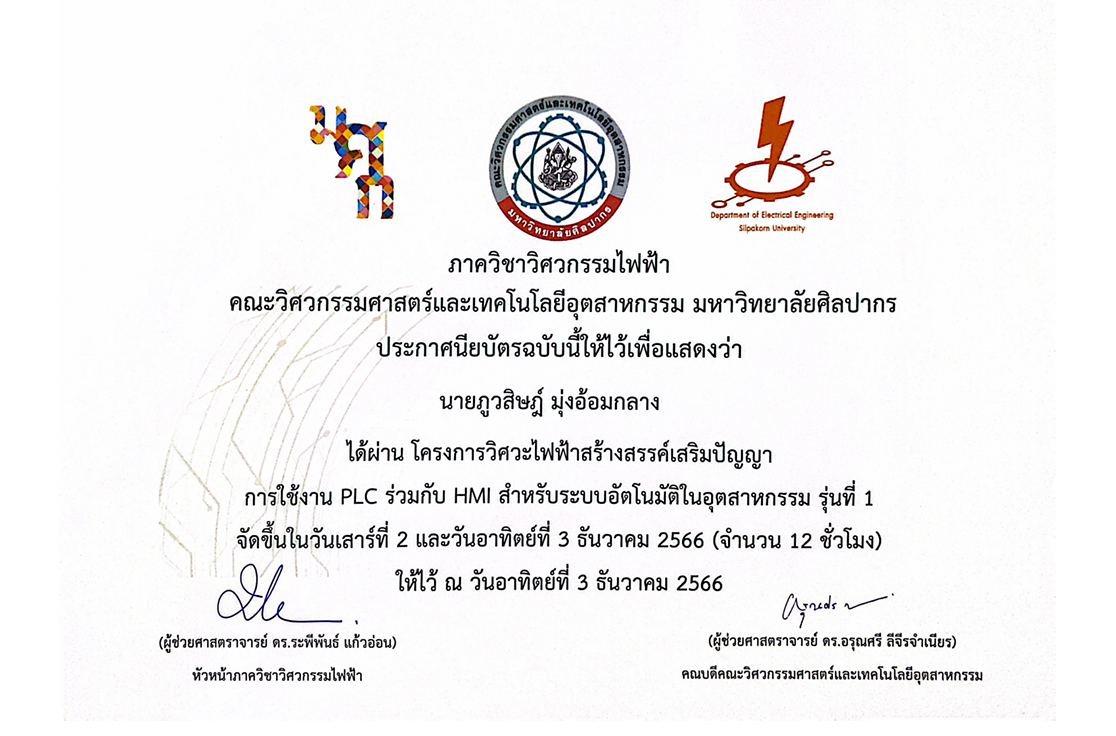 มศก
คณะวิศวกรรมศาสตร์และเทคโนโลยีอุตสาหกรรม
มหาวิทยาลัยศิลปากร
Department of Electrical Engineering
Silpakorn University
ภาควิชาวิศวกรรมไฟฟ้า
คณะวิศวกรรมศาสตร์และเทคโนโลยีอุตสาหกรรม มหาวิทยาลัยศิลปากร
ประกาศนียบัตรฉบับนี้ให้ไว้เพื่อแสดงว่า
นายภูวสิษฎ์ มุ่งอ้อมกลาง
ได้ผ่าน โครงการวิศวะไฟฟ้าสร้างสรรค์เสริมปัญญา
การใช้งาน PLC ร่วมกับ HMI สำหรับระบบอัตโนมัติในอุตสาหกรรม รุ่นที่ 1
จัดขึ้นในวันเสาร์ที่ 2 และวันอาทิตย์ที่ 3 ธันวาคม 2566 (จำนวน 12 ชั่วโมง)
ให้ไว้ ณ วันอาทิตย์ที่ 3 ธันวาคม 2566
(ผู้ช่วยศาสตราจารย์ ดร.ระพีพันธ์ แก้วอ่อน)
หัวหน้าภาควิชาวิศวกรรมไฟฟ้า
(ผู้ช่วยศาสตราจารย์ ดร.อรุณศรี ลีจีรจำเนียร)
คณบดีคณะวิศวกรรมศาสตร์และเทคโนโลยีอุตสาหกรรม